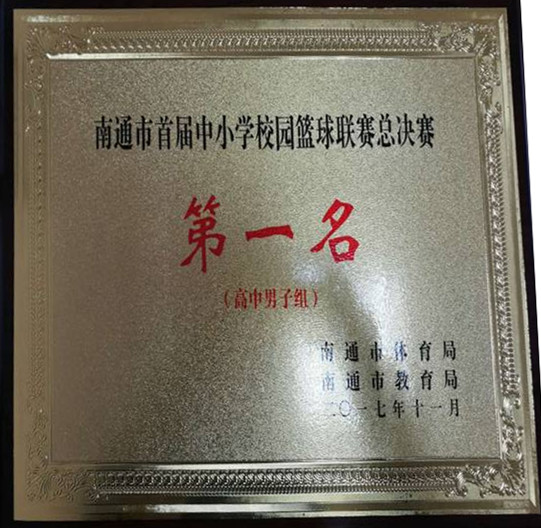 南通市首届中小学校园篮球联赛总决赛
第一名
（高中男子组）
南通市体育局
南通市教育局
二〇一七年十一月